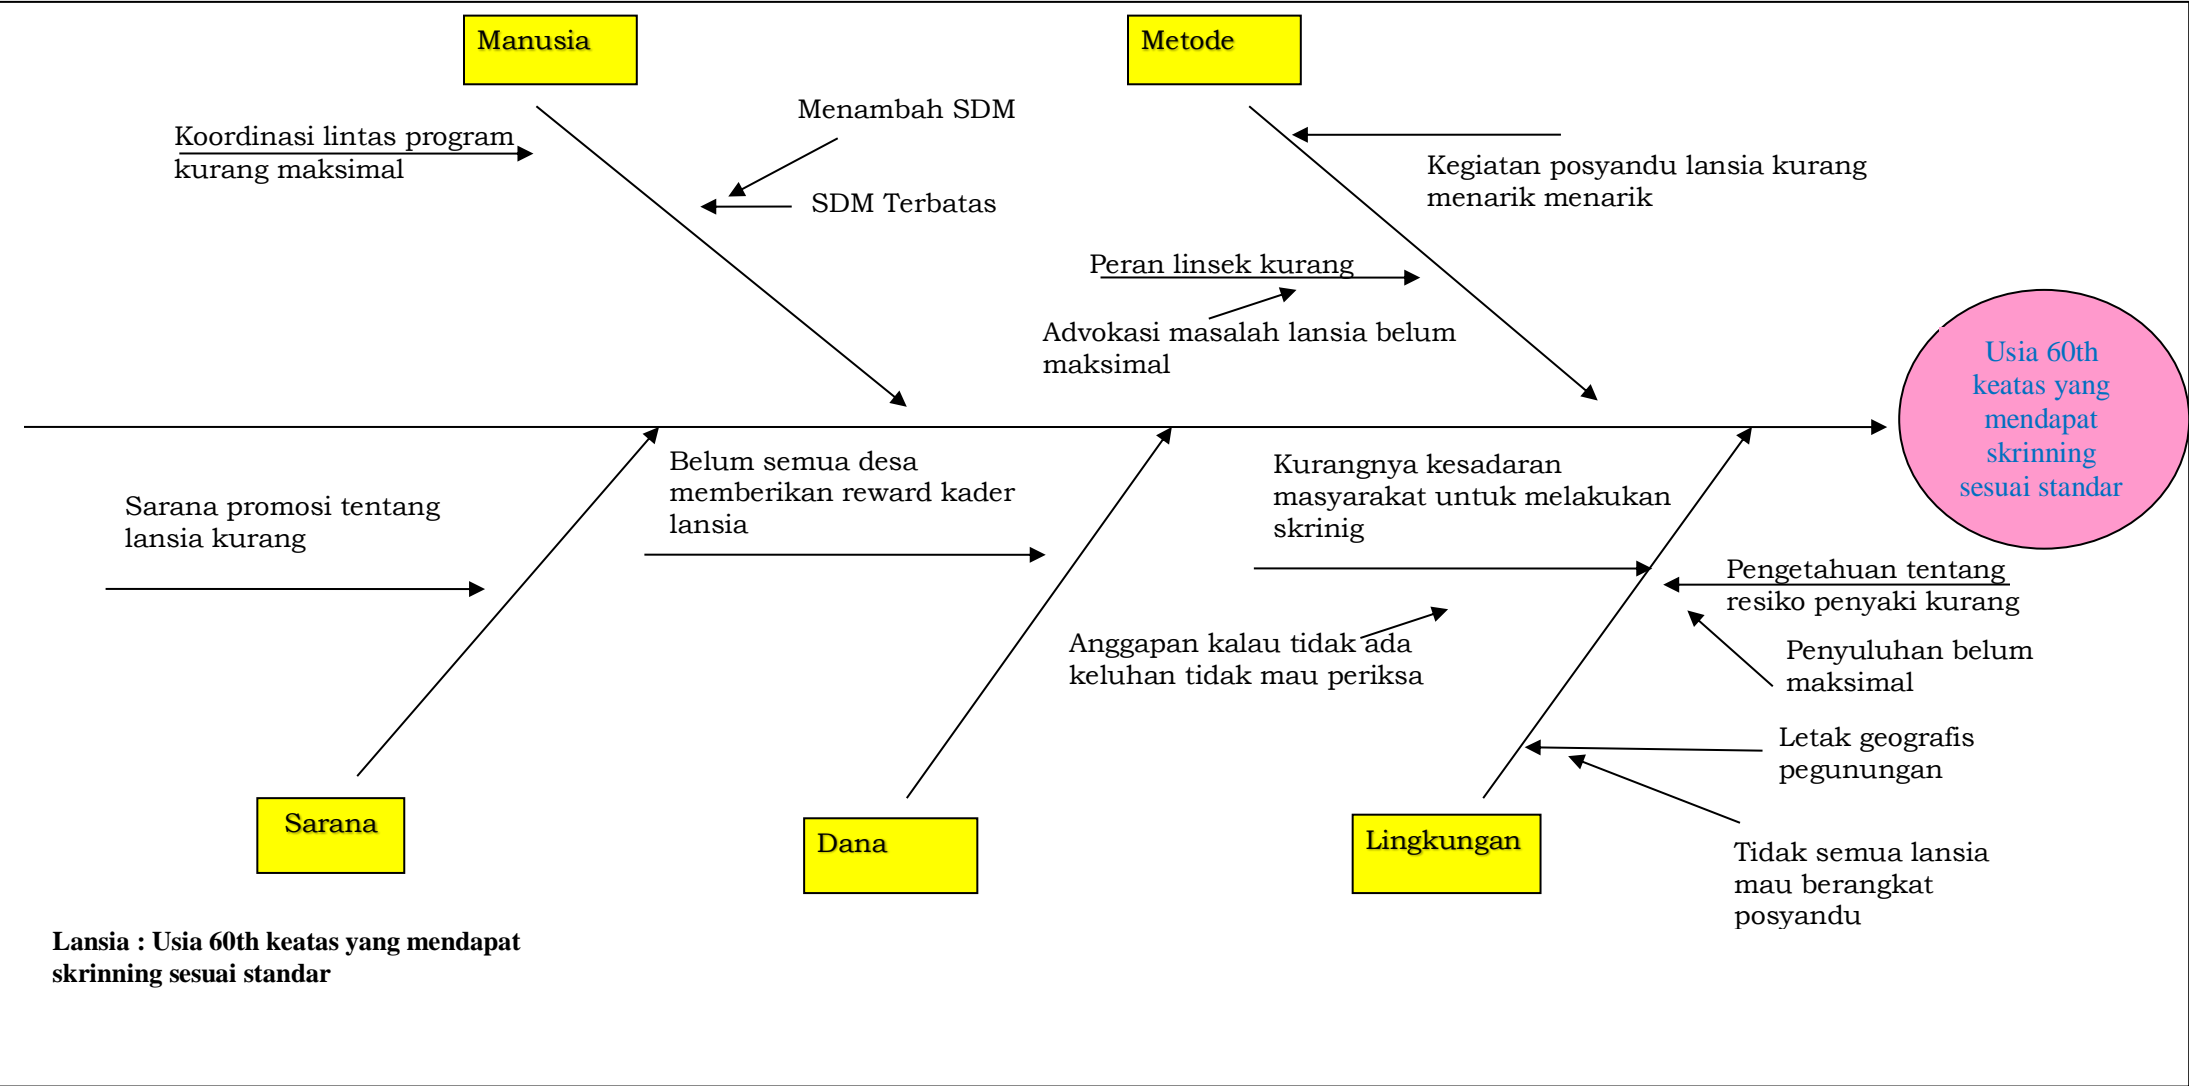 Manusia
Metode
Menambah SDM
Koordinasi lintas program
kurang maksimal
SDM Terbatas
Kegiatan posyandu lansia kurang
menarik menarik
Peran linsek kurang
Advokasi masalah lansia belum
maksimal
Usia 60th
keatas yang
mendapat
skrinning
sesuai standar
Sarana promosi tentang
lansia kurang
Belum semua desa
memberikan reward kader
lansia
Kurangnya kesadaran
masyarakat untuk melakukan
skrinig
Pengetahuan tentang
resiko penyaki kurang
Anggapan kalau tidak ada
keluhan tidak mau periksa
Penyuluhan belum
maksimal
Letak geografis
pegunungan
Tidak semua lansia
mau berangkat
posyandu
Sarana
Dana
Lingkungan
Lansia : Usia 60th keatas yang mendapat
skrinning sesuai standar